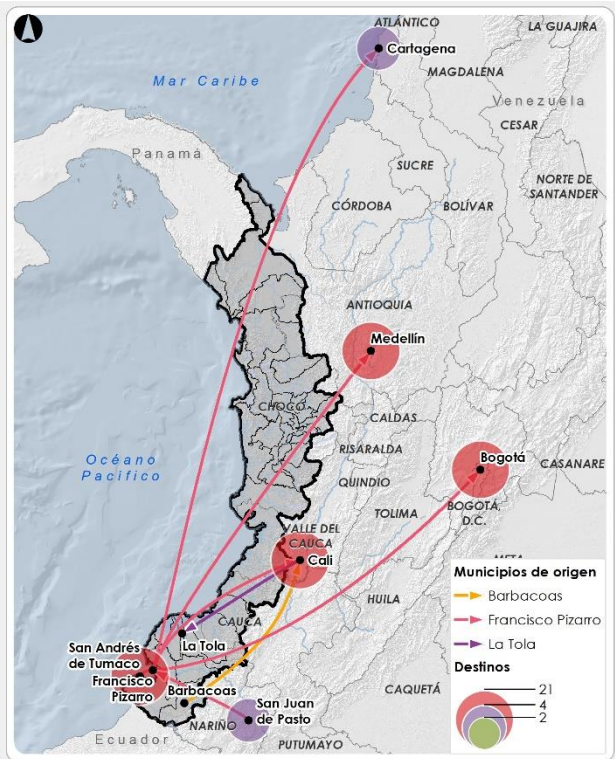 ATLÁNTICO
LA GUAJIRA
Cartagena
Mar Caribe
MAGDALENA
Venezuela
CESAR
Panamá
SUCRE
NORTE DE
SANTANDER
CÓRDOBA
BOLÍVAR
ANTIOQUIA
Medellín
CHOCÓ
CALDAS
Océano
Pacífico
RISARALDA
Bogotá
CASANARE
QUINDIO
TOLIMA
BOGOTÁ,
D.C.
VALLE DEL
CAUCA
Cali
META
Municipios de origen
Barbacoas
Francisco Pizarro
La Tola
HUILA
CAUCA
San Andrés
de Tumaco
La Tola
Francisco
Pizarro
Barbacoas
CAQUETÁ
San Juan
de Pasto
NARIÑO
Ecuador
PUTUMAYO
Destinos
21
4
2